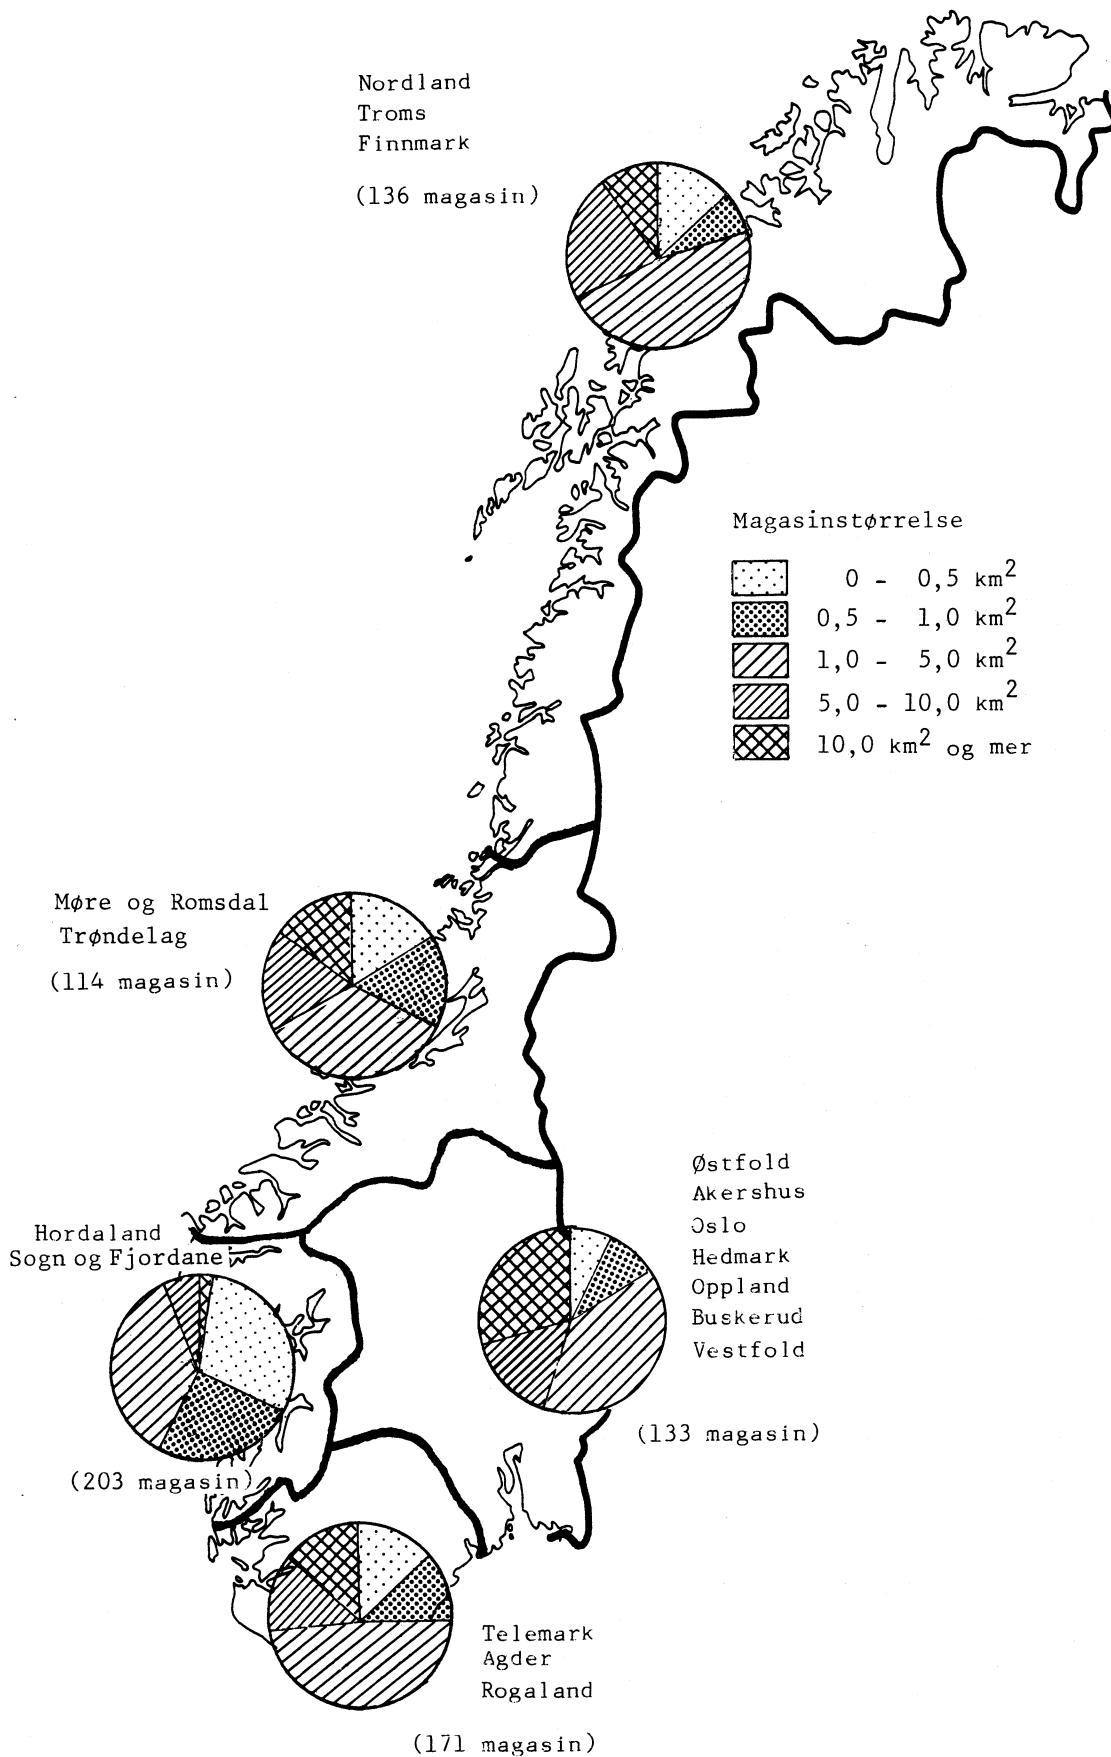 Nordland
Troms
Finnmark
(136 magasin)
Magasinstørrelse
0 - 0,5 km²
0,5 - 1,0 km²
1,0 - 5,0 km²
5,0 - 10,0 km²
10,0 km² og mer
Møre og Romsdal
Trøndelag
(114 magasin)
Østfold
Akershus
Oslo
Hedmark
Oppland
Buskerud
Vestfold
(133 magasin)
Hordaland
Sogn og Fjordane
(203 magasin)
Telemark
Agder
Rogaland
(171 magasin)